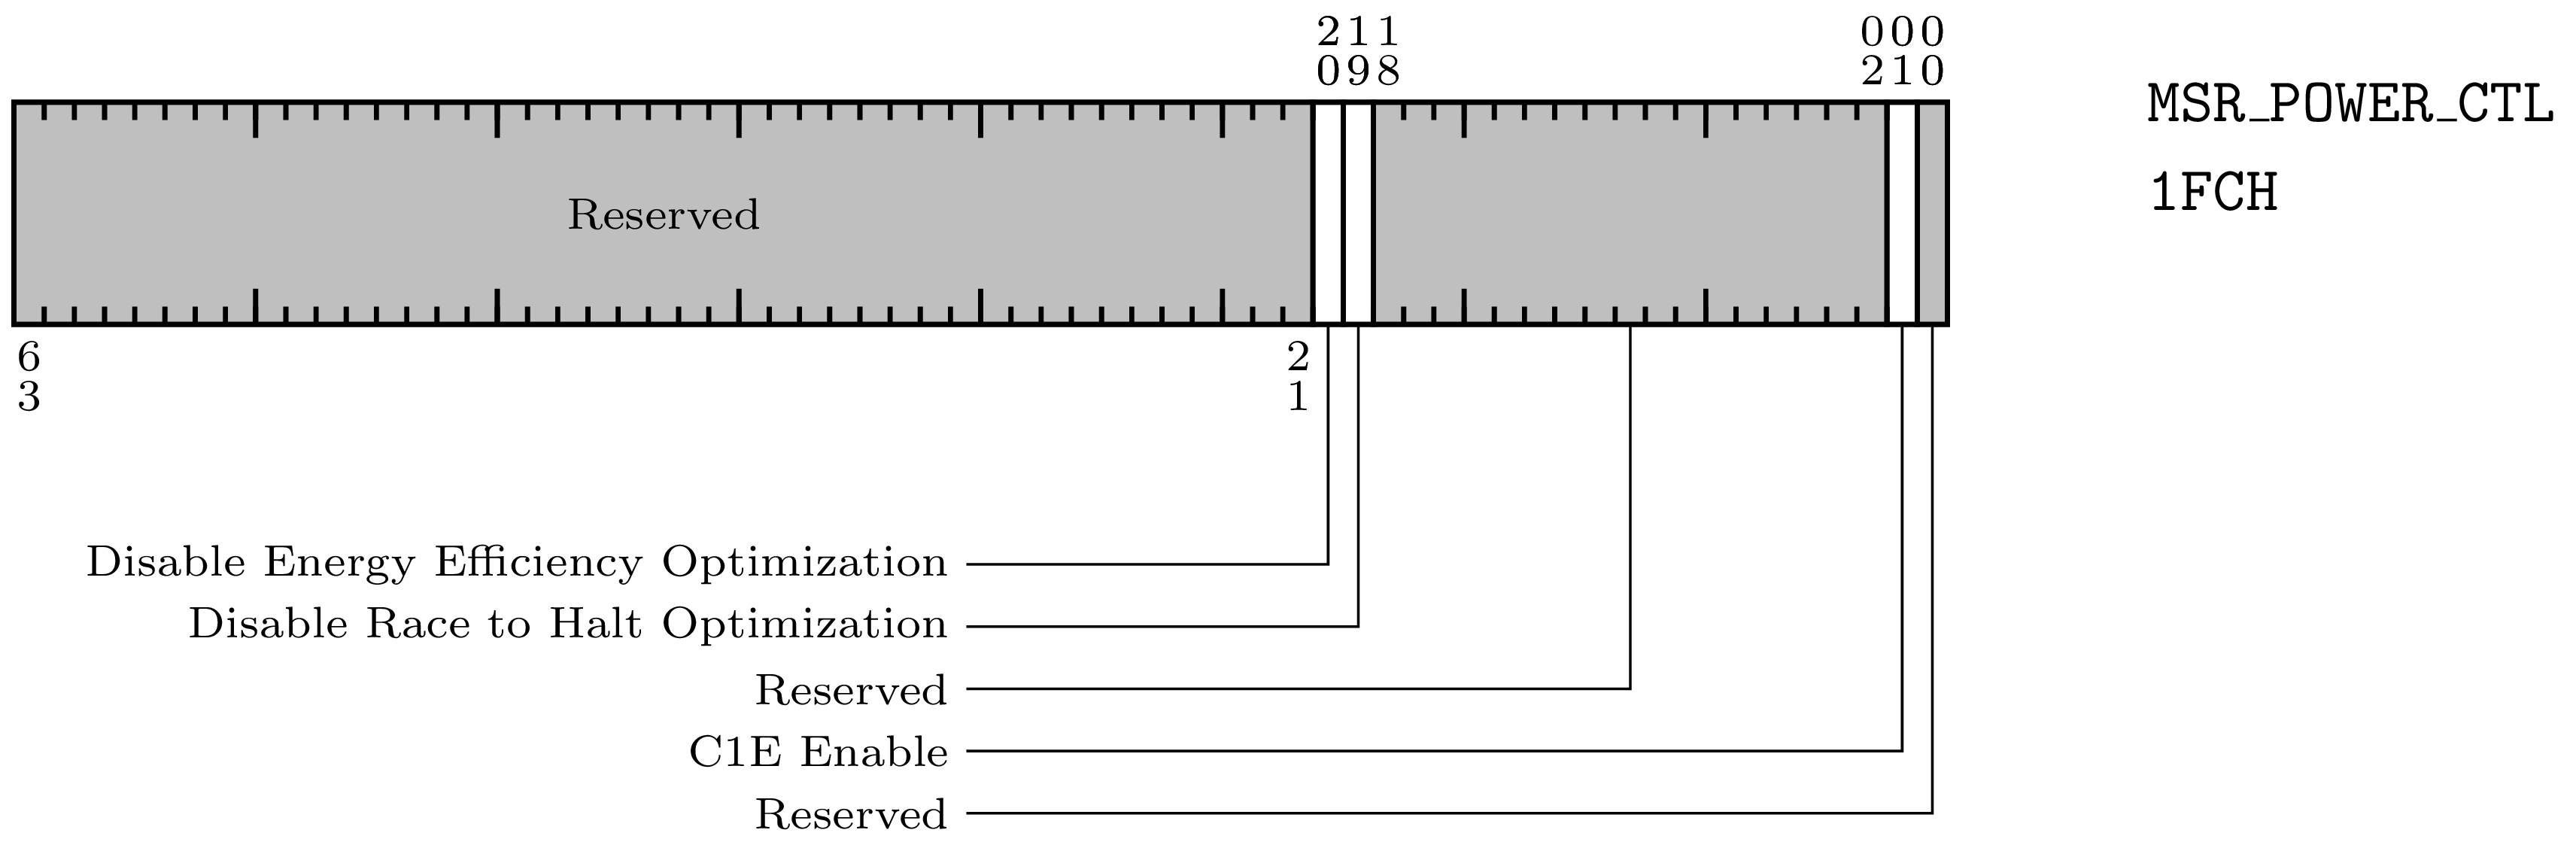 211 000
098 210
MSR_POWER_CTL
1FCH
Reserved
6 2
3 1
Disable Energy Efficiency Optimization
Disable Race to Halt Optimization
Reserved
C1E Enable
Reserved